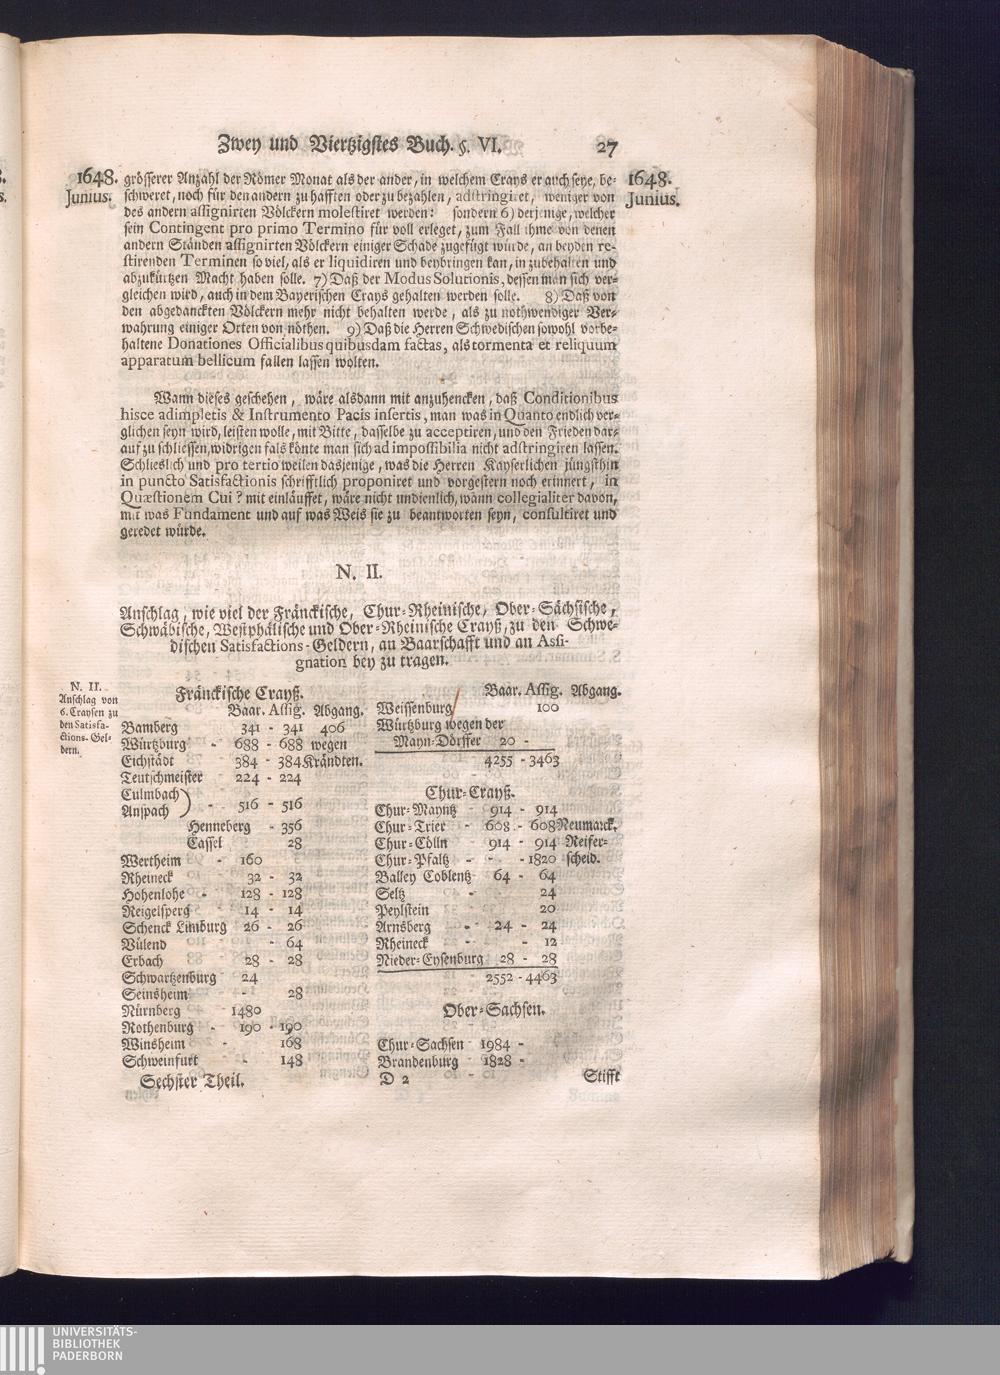 Zwey und Viertzigstes Buch. §. VI. 27
1648. Junius.
1648. Junius.
grösserer Anzahl der Römer Monat als der ander, in welchem Crays er auch seye, be-
schweret, noch für den andern zu hafften oder zu bezahlen, adstringiret, weniger von
des andern assignirten Völckern molestiret werden: sondern 6) derjenige, welcher
sein Contingent pro primo Termino für voll erleget, zum Fall ihme von denen
andern Ständen assignirten Völckern einiger Schade zugefügt würde, an beyden re-
stirenden Terminen so viel, als er liquidiren und beybringen kan, in zubehalten und
abzukürtzen Macht haben solle. 7) Daß der Modus Solutionis, dessen man sich ver-
gleichen wird, auch in dem Bayerischen Crays gehalten werden solle. 8) Daß von
den abgedanckten Völckern mehr nicht behalten werde, als zu nothwendiger Ver-
wahrung einiger Orten von nöthen. 9) Daß die Herren Schwedischen sowohl vorbe-
haltene Donationes Officialibus quibusdam factas, als tormenta et reliquum
apparatum bellicum fallen lassen wolten.
Wann dieses geschehen, wäre alsdann mit anzuhencken, daß Conditionibus
hisce adimpletis & Instrumento Pacis insertis, man was in Quanto endlich ver-
glichen seyn wird, leisten wolle, mit Bitte, dasselbe zu acceptiren, und den Frieden dar-
auf zu schliessen, widrigen fals könte man sich ad impossibilia nicht adstringiren lassen.
Schlieslich und pro tertio weilen dasjenige, was die Herren Kayserlichen jüngsthin
in puncto Satisfactionis schrifftlich proponiret und vorgestern noch erinnert, in
Quæstionem Cui? mit einläuffet, wäre nicht undienlich, wann collegialiter davon,
mit was Fundament und auf was Weis sie zu beantworten seyn, consultiret und
geredet würde.
N. II.
Anschlag, wie viel der Fränckische, Chur-Rheinische, Ober-Sächsische,
Schwäbische, Westphälische und Ober-Rheinische Crayß, zu den Schwe-
dischen Satisfactions-Geldern, an Baarschafft und an Assi-
gnation bey zu tragen.
N. II.
Anschlag von
6. Craysen zu
den Satisfa-
ctions-Gel-
dern.
Fränckische Crayß.
Baar. Assig. Abgang.
Bamberg 341 - 341 406
Würtzburg - 688 - 688 wegen
Eichstädt 384 - 384 Krändten.
Teutschmeister 224 - 224
Culmbach
Anspach ) - 516 - 516
Henneberg - 356
Cassel 28
Wertheim - 160
Rheineck 32 - 32
Hohenlohe - 128 - 128
Reigelsperg 14 - 14
Schenck Limburg 26 - 26
Vülend - 64
Erbach 28 - 28
Schwartzenburg 24
Seinsheim - 28
Nürnberg 1480
Rothenburg - 190 - 190
Winsheim - 168
Schweinfurt - 148
Sechster Theil.
Baar. Assig. Abgang.
Weissenburg 100
Würtzburg wegen der
Mayn-Dörffer 20 -
4255 - 3463
Chur-Crayß.
Chur-Mayntz 914 - 914
Chur-Trier - 608 - 608 Neumarck.
Chur-Cölln 914 - 914 Reifer-
Chur-Pfaltz - - 1820 scheid.
Balley Coblentz 64 - 64
Seltz - 24
Peylstein 20
Arnsberg - 24 - 24
Rheineck - - 12
Nieder-Eysenburg 28 - 28
2552 - 4463
Ober-Sachsen.
Chur-Sachsen 1984 -
Brandenburg 1828 -
D 2 Stifft
UNIVERSITÄTS-
BIBLIOTHEK
PADERBORN